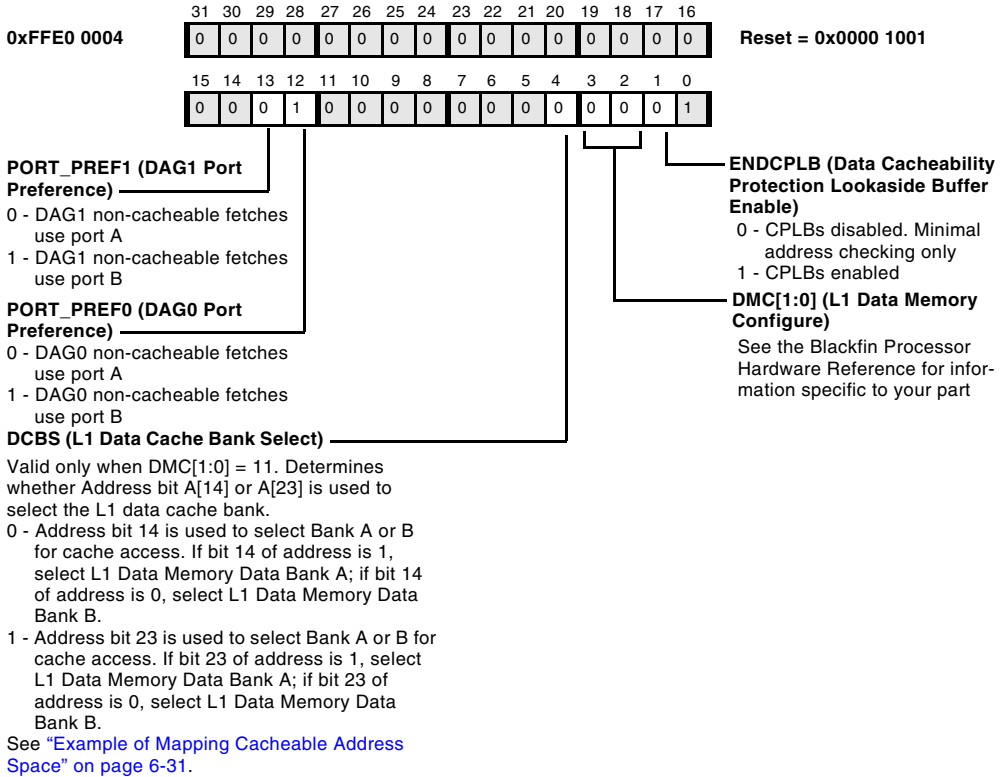 31 30 29 28 27 26 25 24 23 22 21 20 19 18 17 16
0xFFE0 0004
0 0 0 0 0 0 0 0 0 0 0 0 0 0 0 0
Reset = 0x0000 1001
15 14 13 12 11 10 9 8 7 6 5 4 3 2 1 0
0 0 0 1 0 0 0 0 0 0 0 0 0 0 0 1
PORT_PREF1 (DAG1 Port
Preference)
0 - DAG1 non-cacheable fetches
use port A
1 - DAG1 non-cacheable fetches
use port B
PORT_PREF0 (DAG0 Port
Preference)
0 - DAG0 non-cacheable fetches
use port A
1 - DAG0 non-cacheable fetches
use port B
DCBS (L1 Data Cache Bank Select)
Valid only when DMC[1:0] = 11. Determines
whether Address bit A[14] or A[23] is used to
select the L1 data cache bank.
0 - Address bit 14 is used to select Bank A or B
for cache access. If bit 14 of address is 1,
select L1 Data Memory Data Bank A; if bit 14
of address is 0, select L1 Data Memory Data
Bank B.
1 - Address bit 23 is used to select Bank A or B for
cache access. If bit 23 of address is 1, select
L1 Data Memory Data Bank A; if bit 23 of
address is 0, select L1 Data Memory Data
Bank B.
See “Example of Mapping Cacheable Address
Space” on page 6-31.
ENDCPLB (Data Cacheability
Protection Lookaside Buffer
Enable)
0 - CPLBs disabled. Minimal
address checking only
1 - CPLBs enabled
DMC[1:0] (L1 Data Memory
Configure)
See the Blackfin Processor
Hardware Reference for infor-
mation specific to your part